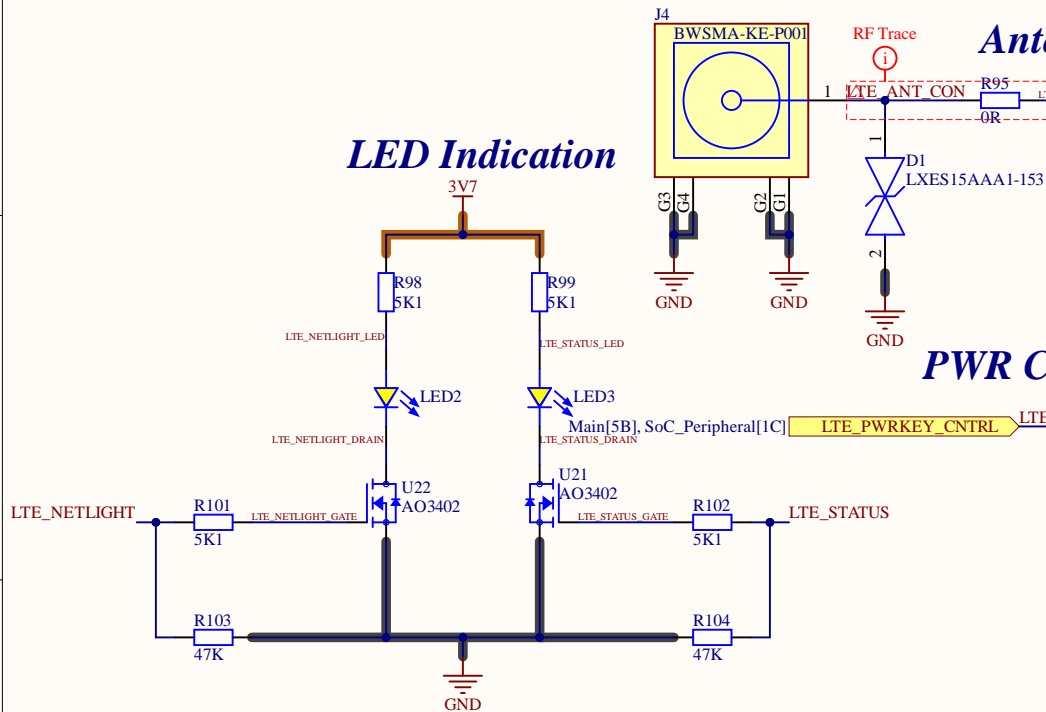 J4
BWSMA-KE-P001
RF Trace
i
Ante
1
LTE_ANT_CON
R95
0R
1
D1
LXES15AAA1-153
G3
G4
G2
G1
2
GND
GND
GND
LED Indication
3V7
R98
5K1
R99
5K1
LTE_NETLIGHT_LED
LTE_STATUS_LED
PWR C
LED2
LED3
Main[5B], SoC_Peripheral[1C]
LTE_PWRKEY_CNTRL
LTE
LTE_NETLIGHT_DRAIN
LTE_STATUS_DRAIN
U22
AO3402
U21
AO3402
LTE_NETLIGHT
R101
5K1
LTE_NETLIGHT_GATE
LTE_STATUS_GATE
R102
5K1
LTE_STATUS
R103
47K
R104
47K
GND